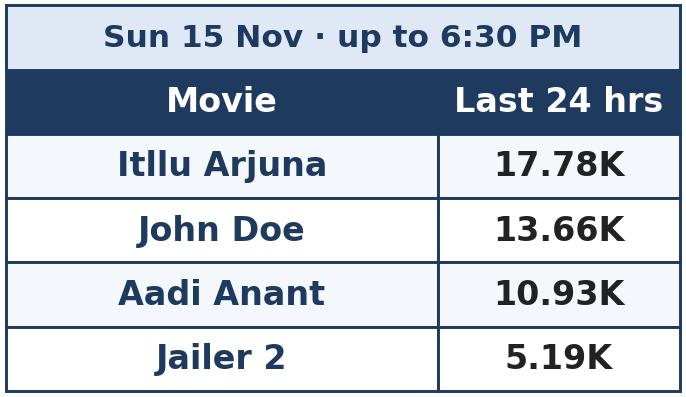 Sun 15 Nov · up to 6:30 PM
Movie Last 24 hrs
Itllu Arjuna 17.78K
John Doe 13.66K
Aadi Anant 10.93K
Jailer 2 5.19K